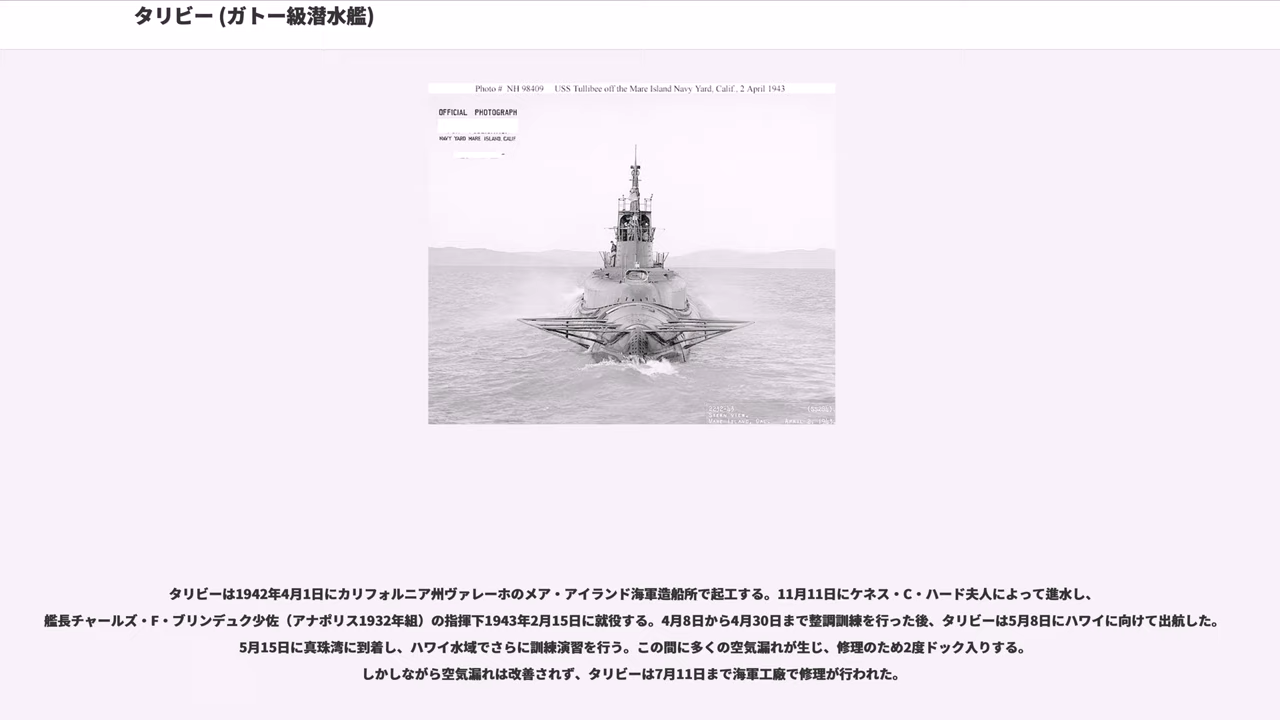 タリビー (ガトー級潜水艦)
Photo # NH 98409 USS Tullibee off the Mare Island Navy Yard, Calif., 2 April 1943
OFFICIAL PHOTOGRAPH
NAVY YARD MARE ISLAND, CALIF
タリビーは1942年4月1日にカリフォルニア州ヴァレーホのメア・アイランド海軍造船所で起工する。11月11日にケネス・C・ハード夫人によって進水し、
艦長チャールズ・F・ブリンデュク少佐（アナポリス1932年組）の指揮下1943年2月15日に就役する。4月8日から4月30日まで整調訓練を行った後、タリビーは5月8日にハワイに向けて出航した。
5月15日に真珠湾に到着し、ハワイ水域でさらに訓練演習を行う。この間に多くの空気漏れが生じ、修理のため2度ドック入りする。
しかしながら空気漏れは改善されず、タリビーは7月11日まで海軍工廠で修理が行われた。